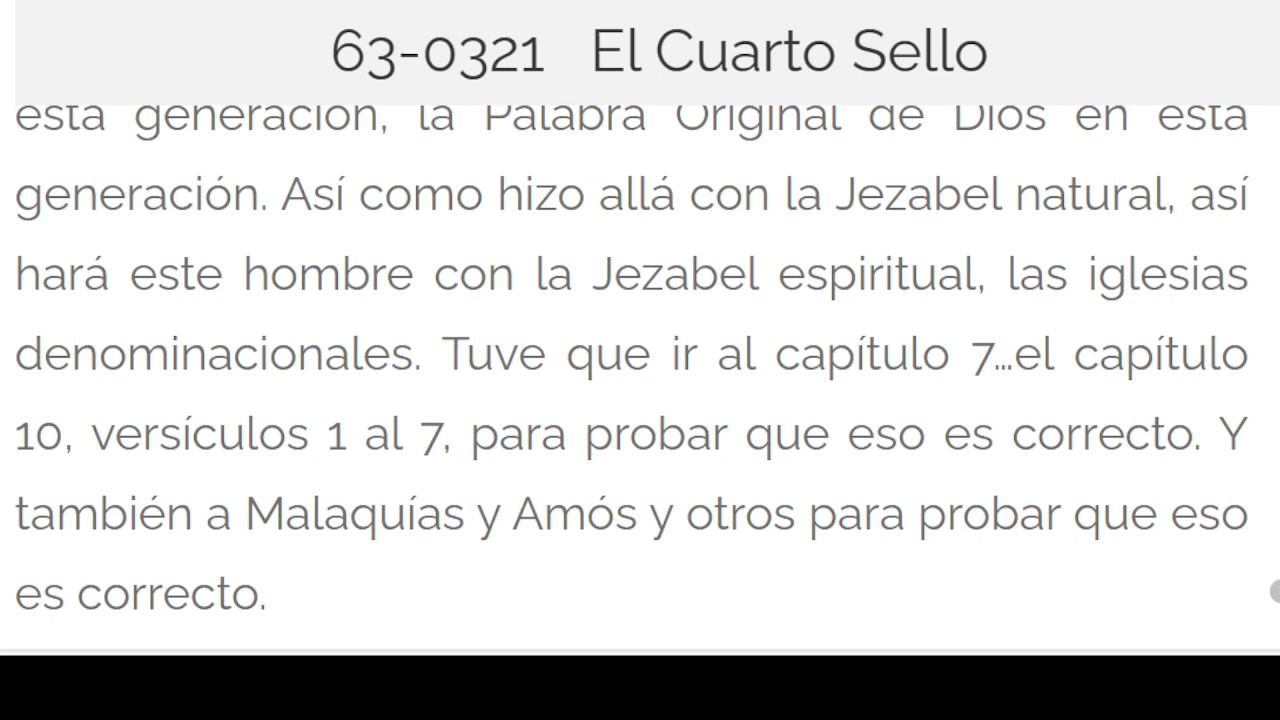 63-0321 El Cuarto Sello
esta generación, la Palabra Original de Dios en esta
generación. Así como hizo allá con la Jezabel natural, así
hará este hombre con la Jezabel espiritual, las iglesias
denominacionales. Tuve que ir al capítulo 7...el capítulo
10, versículos 1 al 7, para probar que eso es correcto. Y
también a Malaquías y Amós y otros para probar que eso
es correcto.